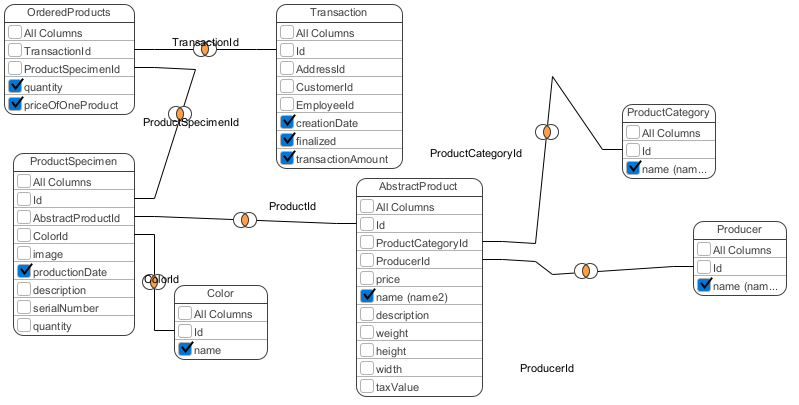 OrderedProducts
All Columns
TransactionId
ProductSpecimenId
quantity
priceOfOneProduct
TransactionId
Transaction
All Columns
Id
AddressId
CustomerId
EmployeeId
creationDate
finalized
transactionAmount
ProductSpecimenId
ProductCategoryId
ProductCategory
All Columns
Id
name (nam...
ProductSpecimen
All Columns
Id
AbstractProductId
ColorId
image
productionDate
description
serialNumber
quantity
ProductId
ColorId
Color
All Columns
Id
name
AbstractProduct
All Columns
Id
ProductCategoryId
ProducerId
price
name (name2)
description
weight
height
width
taxValue
Producer
All Columns
Id
name (nam...
ProducerId